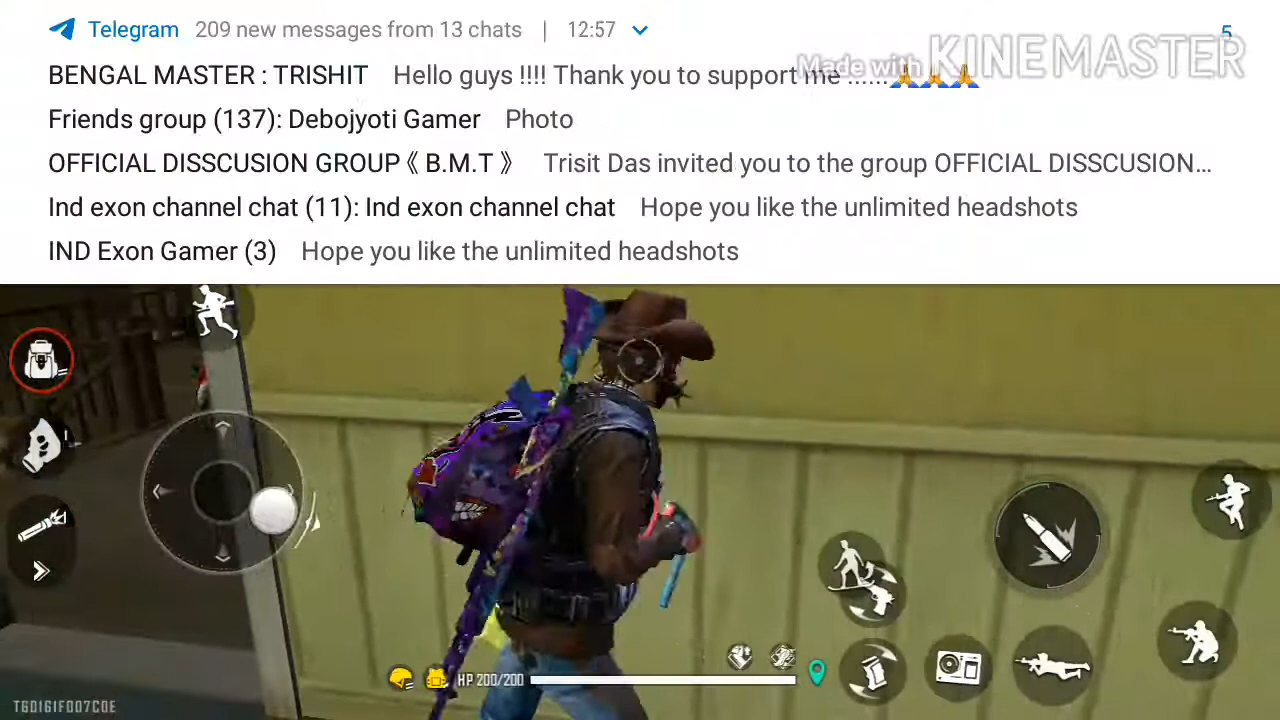 Telegram 209 new messages from 13 chats | 12:57
5
Made with KINEMASTER
BENGAL MASTER : TRISHIT Hello guys !!!! Thank you to support me ......🙏🙏🙏
Friends group (137): Debojyoti Gamer Photo
OFFICIAL DISSCUSION GROUP《 B.M.T 》 Trisit Das invited you to the group OFFICIAL DISSCUSION...
Ind exon channel chat (11): Ind exon channel chat Hope you like the unlimited headshots
IND Exon Gamer (3) Hope you like the unlimited headshots
HP 200/200